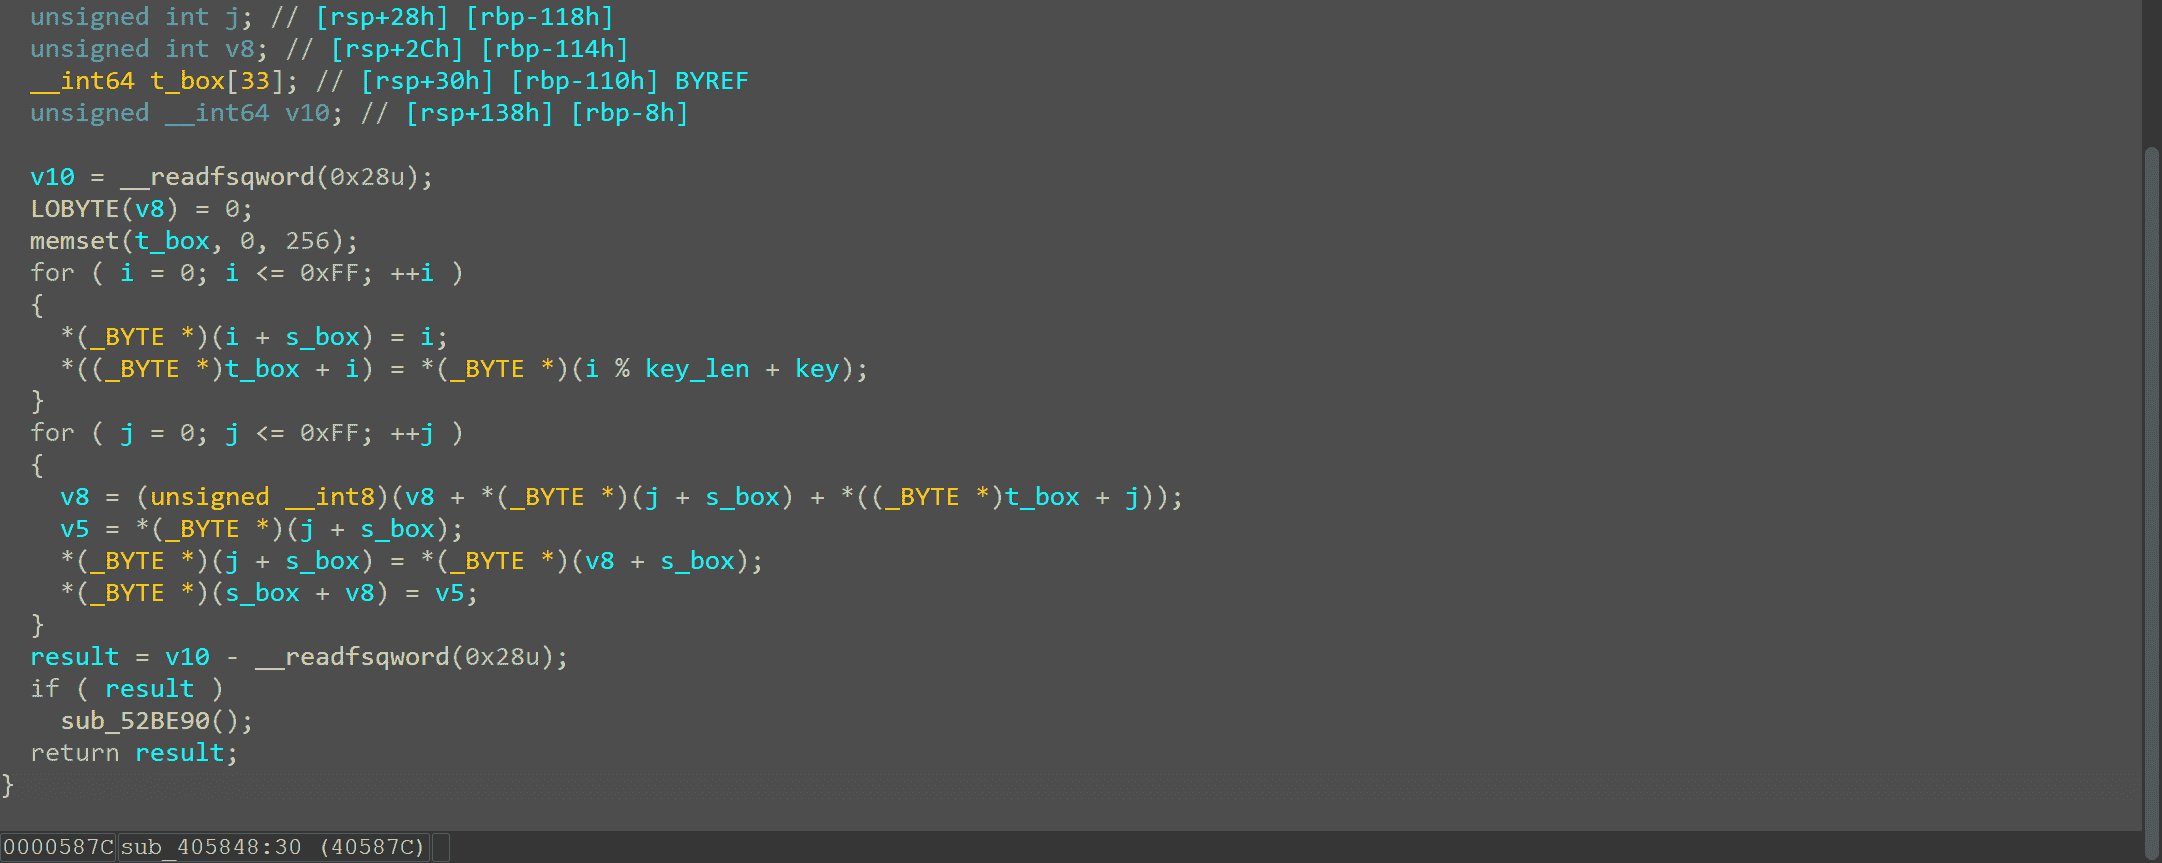 unsigned int j; // [rsp+28h] [rbp-118h]
unsigned int v8; // [rsp+2Ch] [rbp-114h]
__int64 t_box[33]; // [rsp+30h] [rbp-110h] BYREF
unsigned __int64 v10; // [rsp+138h] [rbp-8h]
v10 = __readfsqword(0x28u);
LOBYTE(v8) = 0;
memset(t_box, 0, 256);
for ( i = 0; i <= 0xFF; ++i )
{
*(_BYTE *)(i + s_box) = i;
*((_BYTE *)t_box + i) = *(_BYTE *)(i % key_len + key);
}
for ( j = 0; j <= 0xFF; ++j )
{
v8 = (unsigned __int8)(v8 + *(_BYTE *)(j + s_box) + *((_BYTE *)t_box + j));
v5 = *(_BYTE *)(j + s_box);
*(_BYTE *)(j + s_box) = *(_BYTE *)(v8 + s_box);
*(_BYTE *)(s_box + v8) = v5;
}
result = v10 - __readfsqword(0x28u);
if ( result )
sub_52BE90();
return result;
}
0000587C sub_405848:30 (40587C)